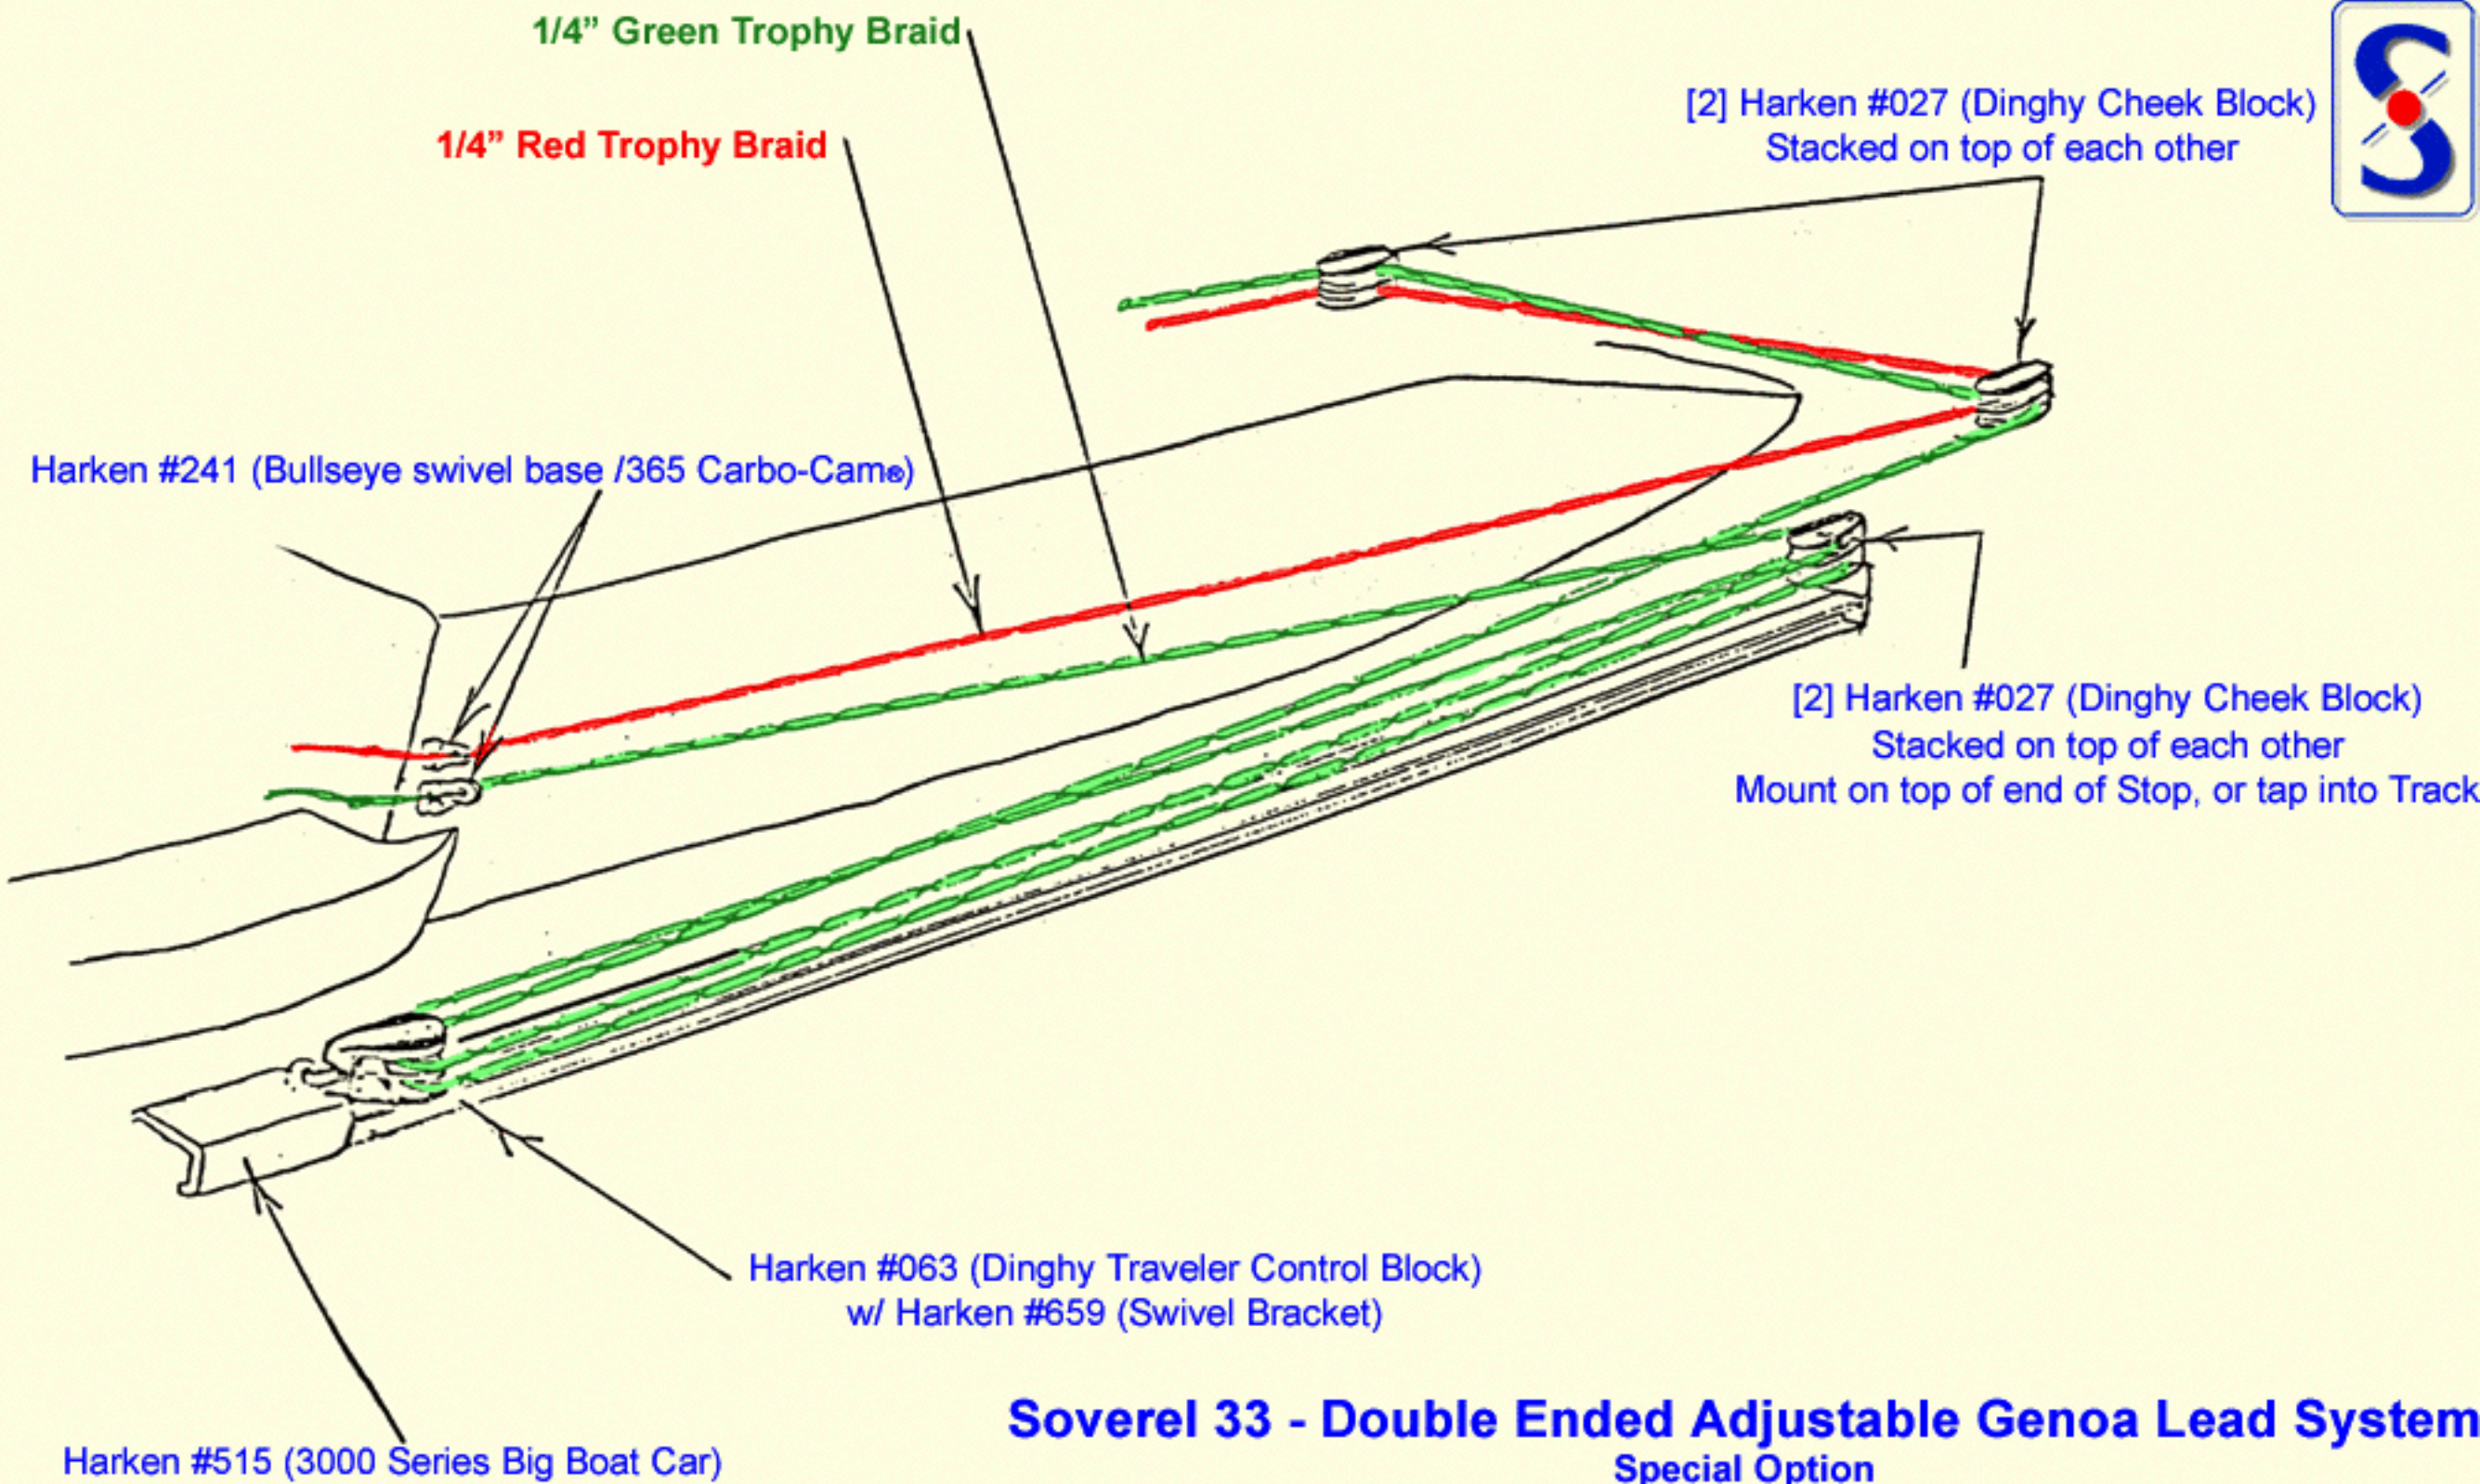 1/4” Green Trophy Braid
1/4” Red Trophy Braid
[2] Harken #027 (Dinghy Cheek Block)
Stacked on top of each other
Harken #241 (Bullseye swivel base /365 Carbo-Cam®)
[2] Harken #027 (Dinghy Cheek Block)
Stacked on top of each other
Mount on top of end of Stop, or tap into Track
Harken #063 (Dinghy Traveler Control Block)
w/ Harken #659 (Swivel Bracket)
Harken #515 (3000 Series Big Boat Car)
Soverel 33 - Double Ended Adjustable Genoa Lead System
Special Option